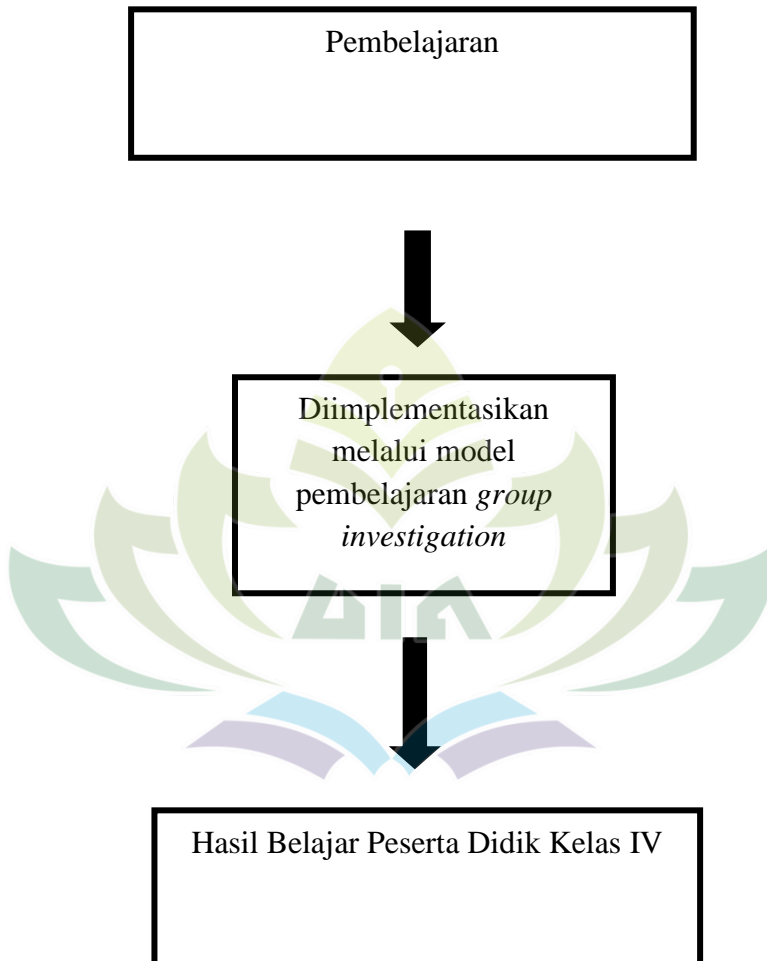 Pembelajaran
Diimplementasikan
melalui model
pembelajaran group
investigation
Hasil Belajar Peserta Didik Kelas IV